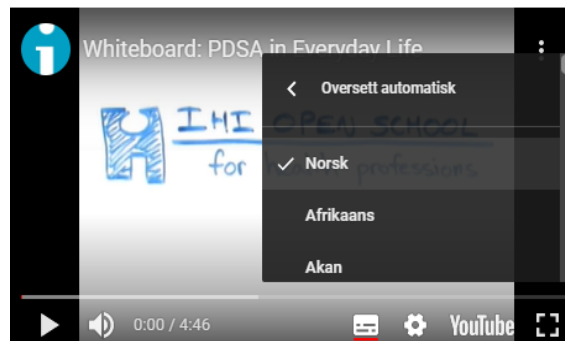 Whiteboard: PDSA in Everyday Life
Oversett automatisk
IHI OPEN SCHOOL
for health professions
Norsk
Afrikaans
Akan
0:00 / 4:46
YouTube